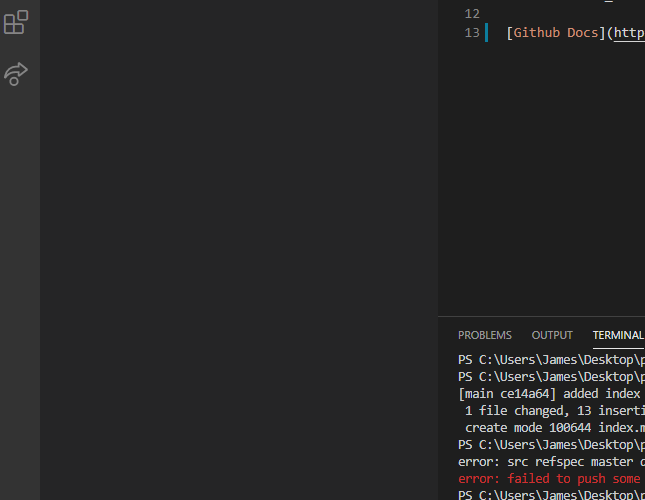 12
13 [Github Docs](http
PROBLEMS OUTPUT TERMINAL
PS C:\Users\James\Desktop\p
PS C:\Users\James\Desktop\p
[main ce14a64] added index
1 file changed, 13 inserti
create mode 100644 index.m
PS C:\Users\James\Desktop\p
error: src refspec master d
error: failed to push some
PS C:\Users\James\Desktop\p